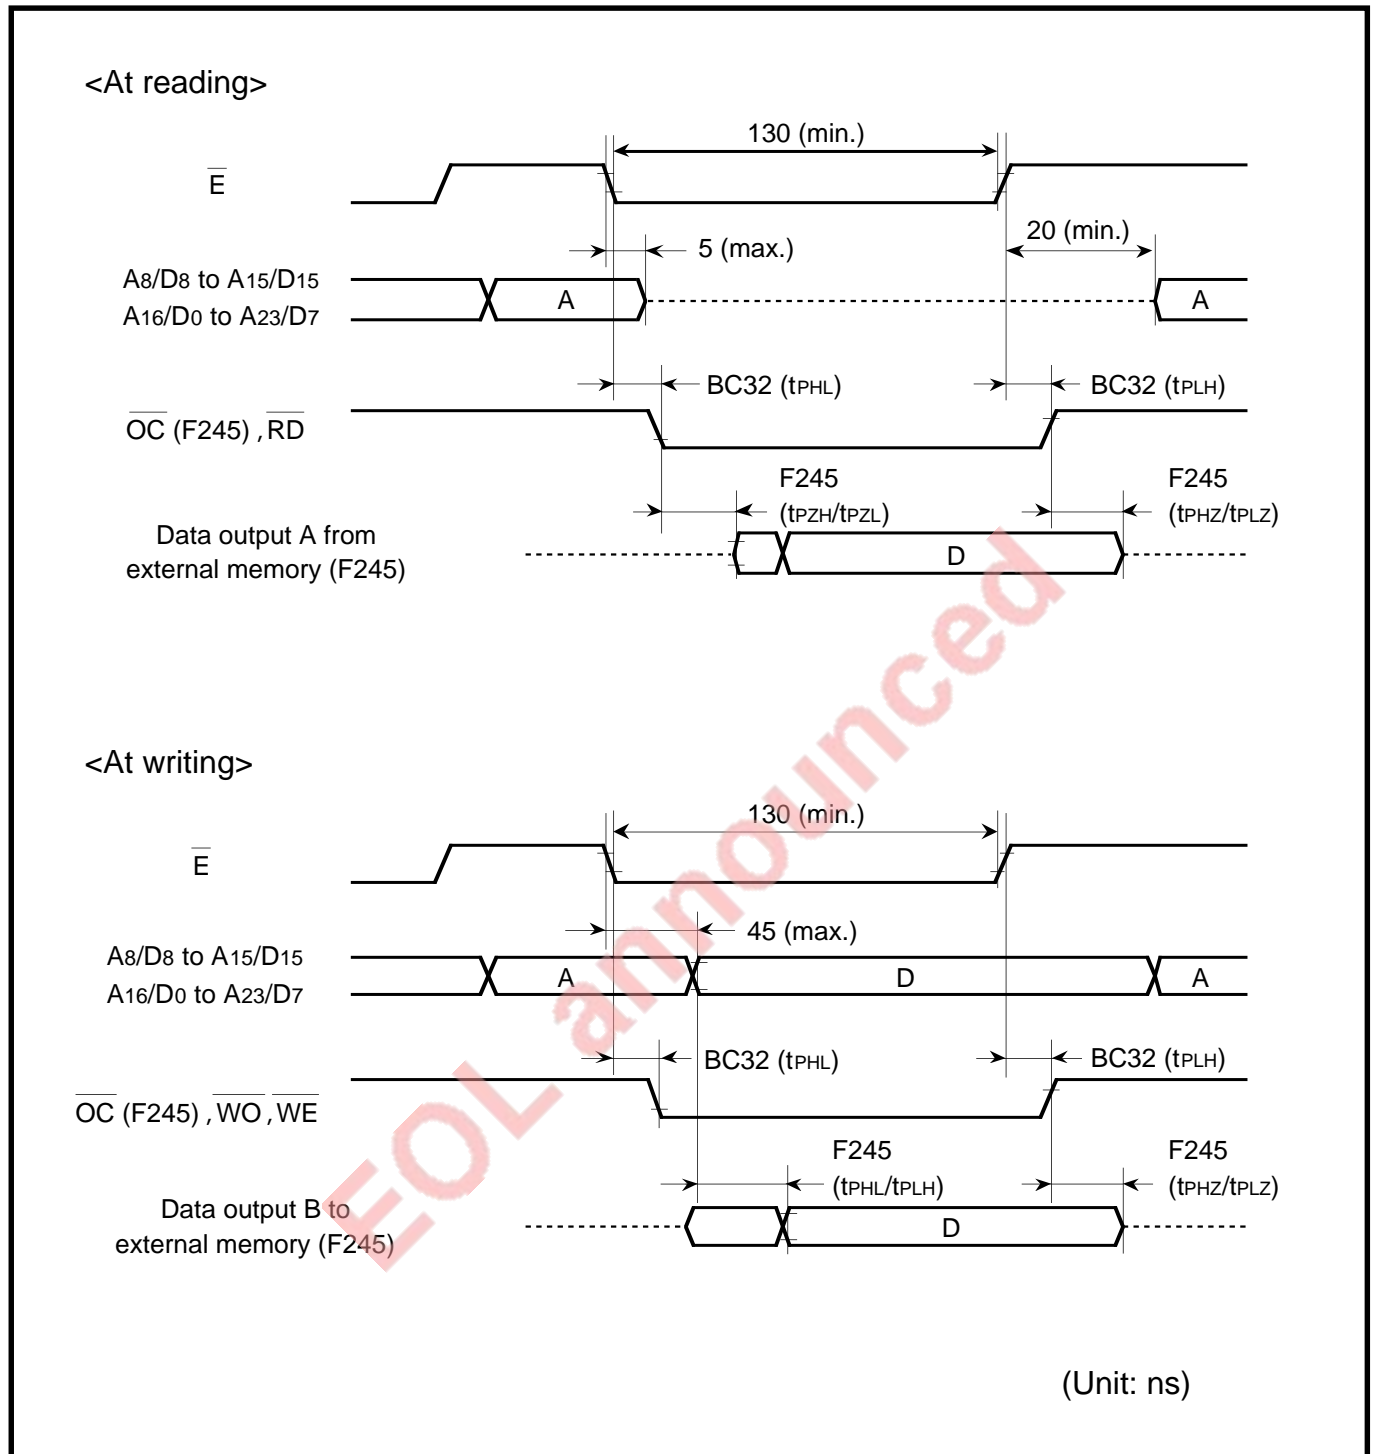 <At reading>
130 (min.)
E
5 (max.)
20 (min.)
A8/D8 to A15/D15
A16/D0 to A23/D7
A
A
BC32 (tPHL)
BC32 (tPLH)
OC (F245) , RD
F245
(tPZH/tPZL)
F245
(tPHZ/tPLZ)
Data output A from
external memory (F245)
D
<At writing>
130 (min.)
E
45 (max.)
A8/D8 to A15/D15
A16/D0 to A23/D7
A
D
A
BC32 (tPHL)
BC32 (tPLH)
OC (F245) , WO , WE
F245
(tPHL/tPLH)
F245
(tPHZ/tPLZ)
Data output B to
external memory (F245)
D
(Unit: ns)
EOL announced